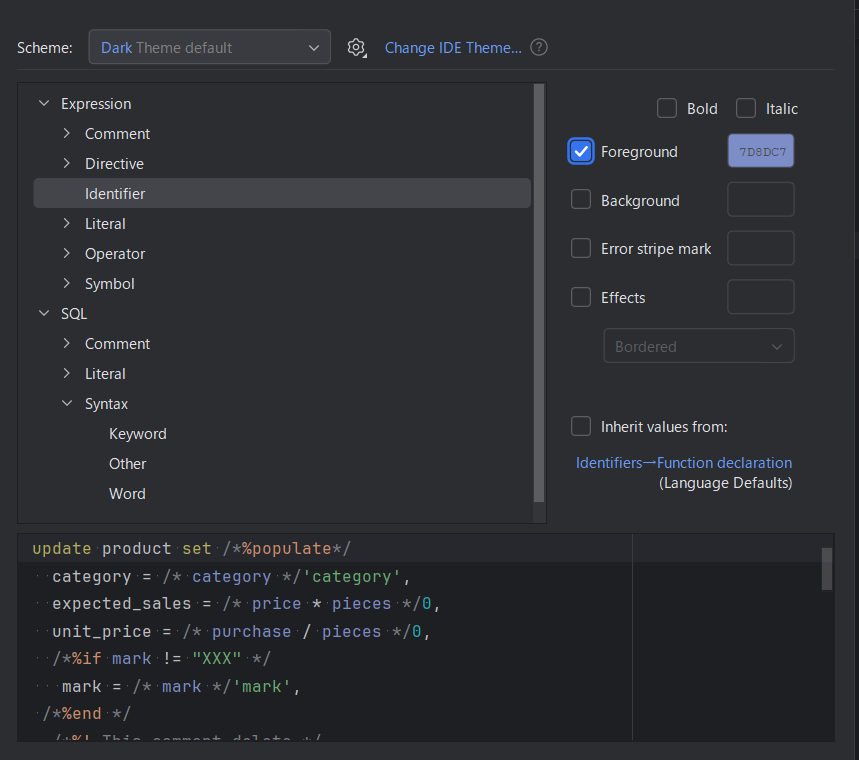 Scheme: Dark Theme default Change IDE Theme... ?
Expression
Comment
Directive
Identifier
Literal
Operator
Symbol
SQL
Comment
Literal
Syntax
Keyword
Other
Word
Bold Italic
Foreground 7D8DC7
Background
Error stripe mark
Effects
Bordered
Inherit values from:
Identifiers→Function declaration
(Language Defaults)
update product set /*%populate*/
category = /* category */'category',
expected_sales = /* price * pieces */0,
unit_price = /* purchase / pieces */0,
/*%if mark != "XXX" */
mark = /* mark */'mark',
/*%end */
/*%! This comment delete */